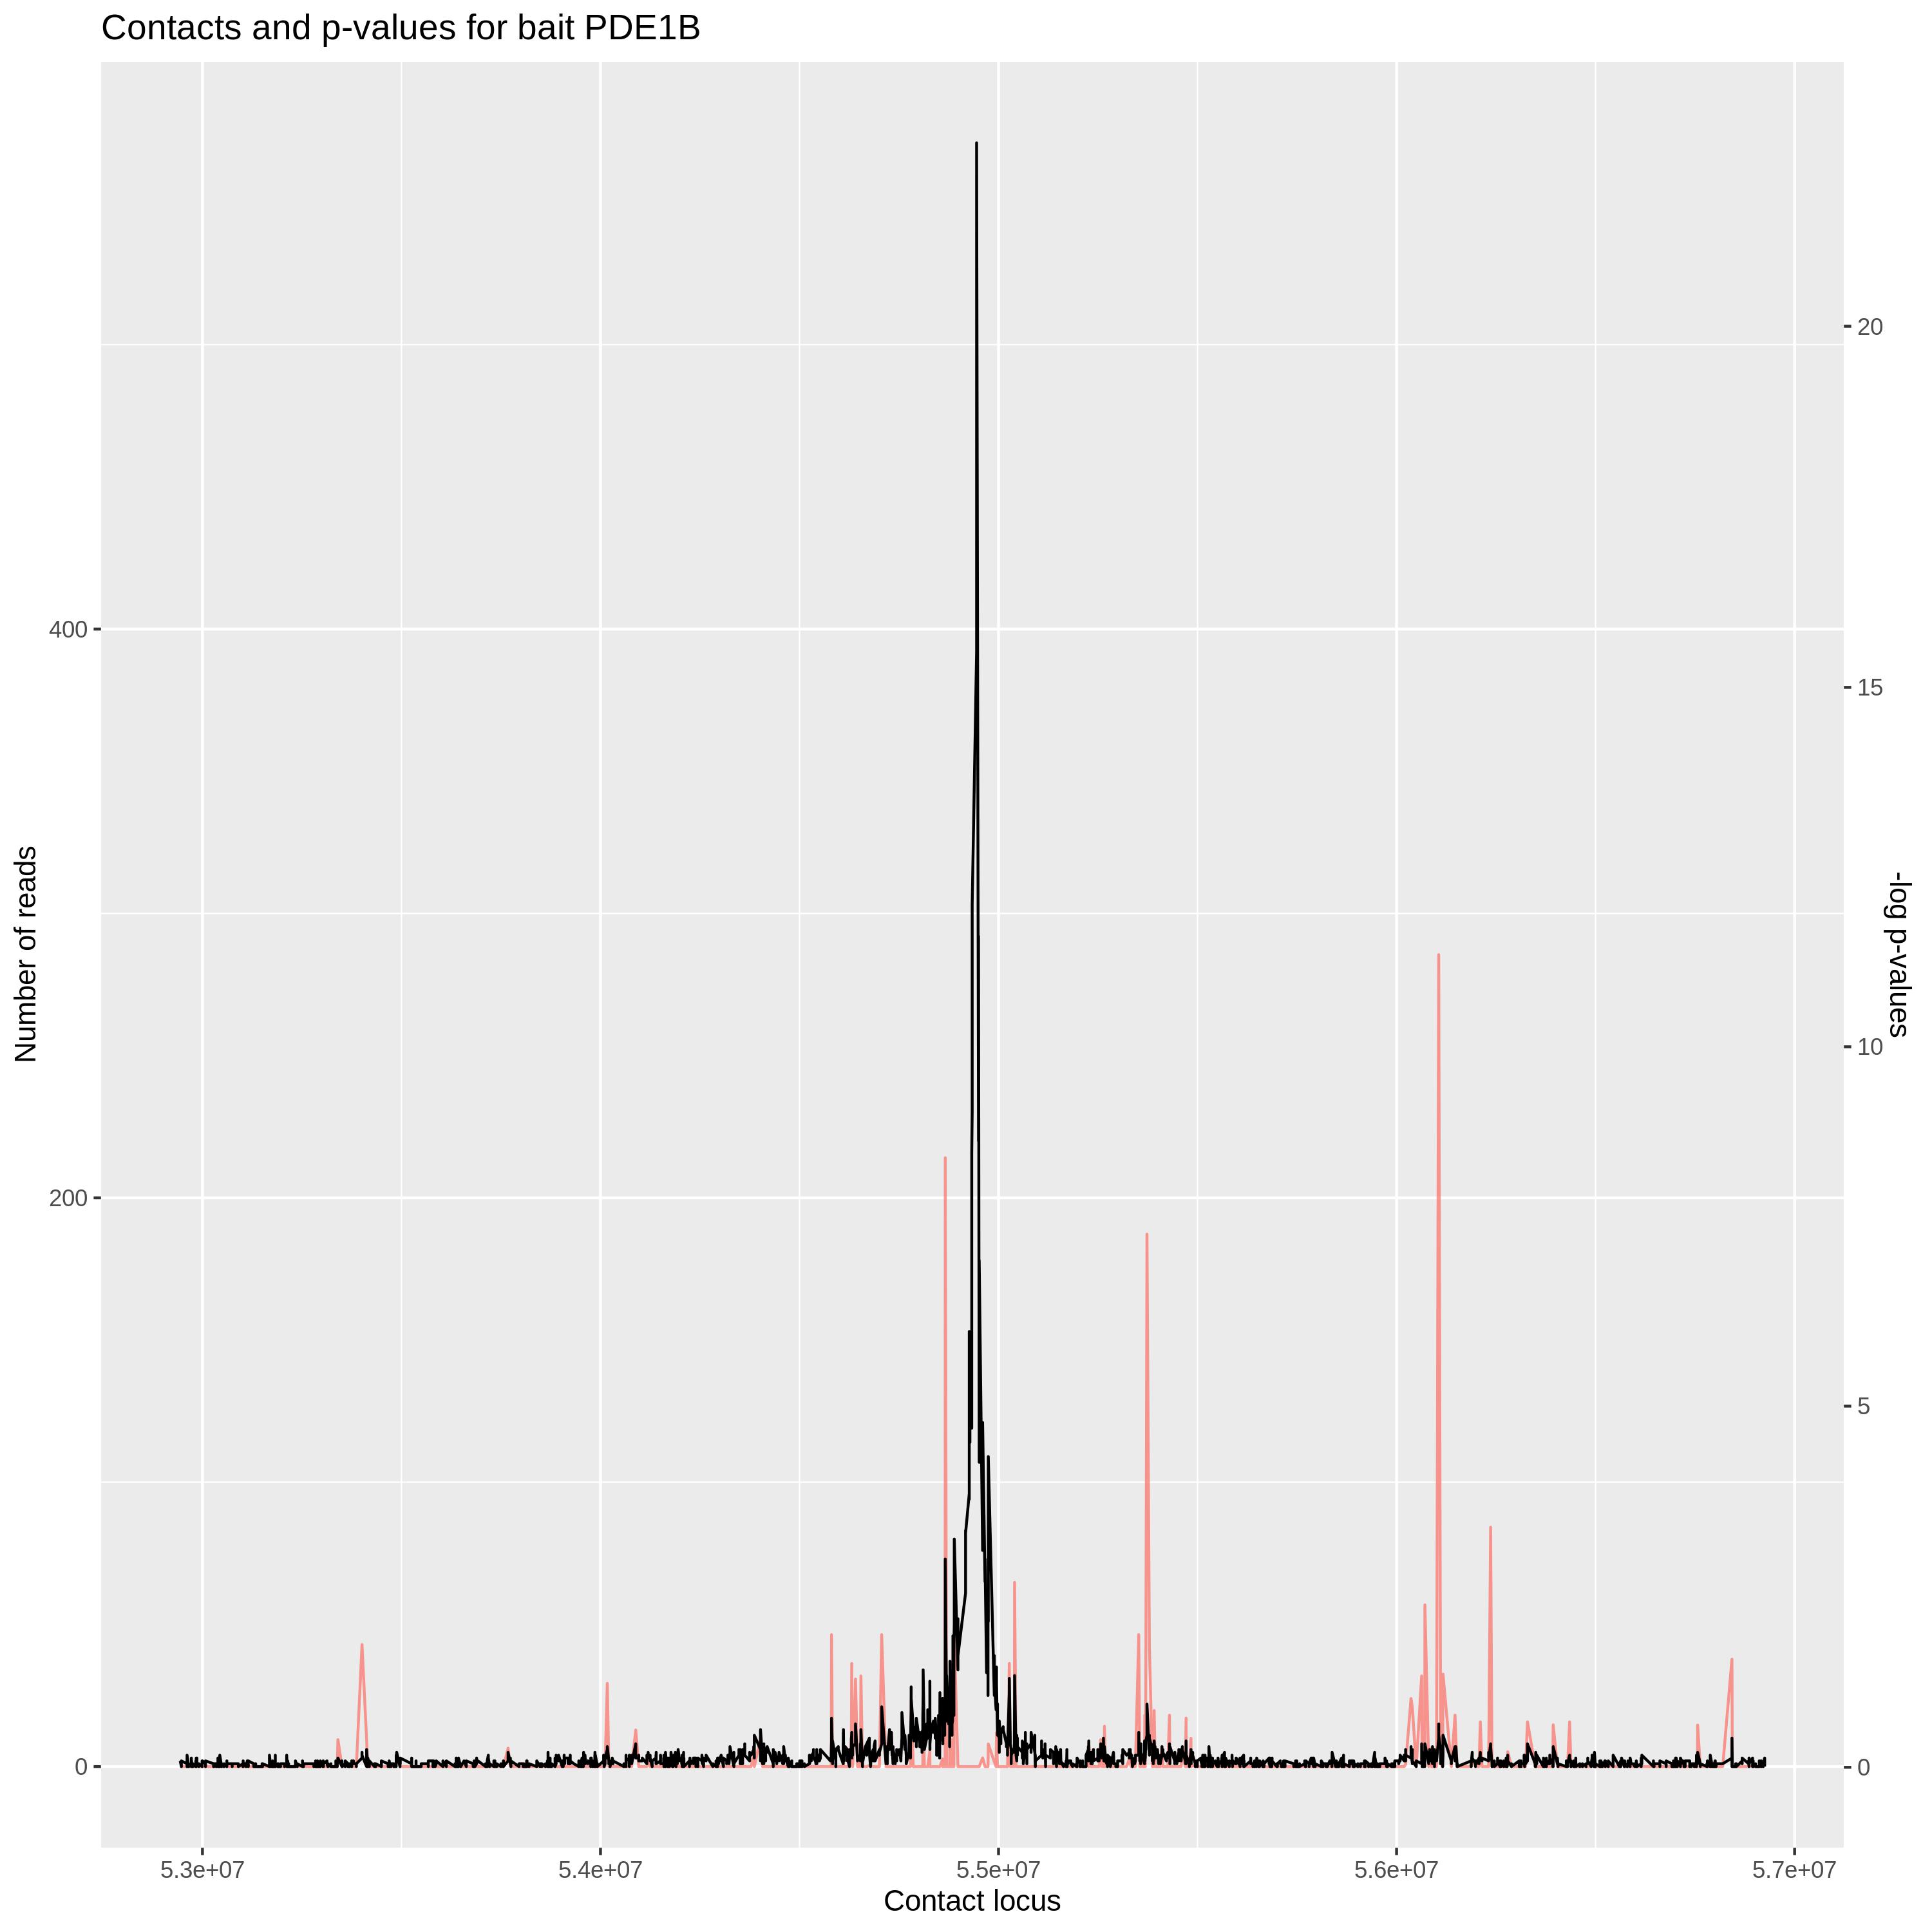 Contacts and p-values for bait PDE1B
Number of reads
400
200
0
20
15
10
5
0
-log p-values
5.3e+07 5.4e+07 5.5e+07 5.6e+07 5.7e+07
Contact locus